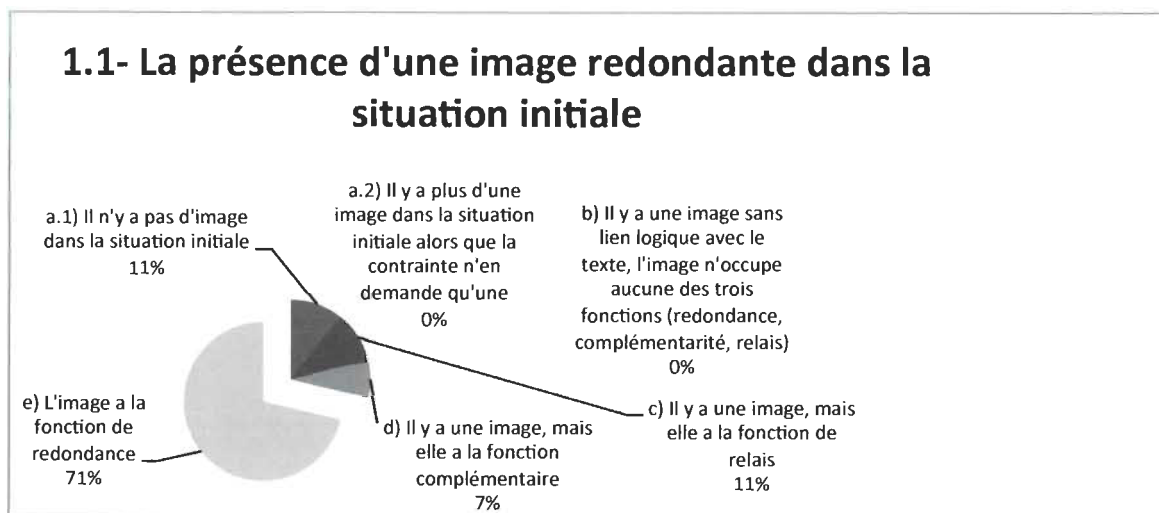 1.1- La présence d'une image redondante dans la
situation initiale
a.1) Il n'y a pas d'image
dans la situation initiale
11%
a.2) Il y a plus d'une
image dans la situation
initiale alors que la
contrainte n'en
demande qu'une
0%
b) Il y a une image sans
lien logique avec le
texte, l'image n'occupe
aucune des trois
fonctions (redondance,
complémentarité, relais)
0%
e) L'image a la
fonction de
redondance
71%
d) Il y a une image, mais
elle a la fonction
complémentaire
7%
c) Il y a une image, mais
elle a la fonction de
relais
11%